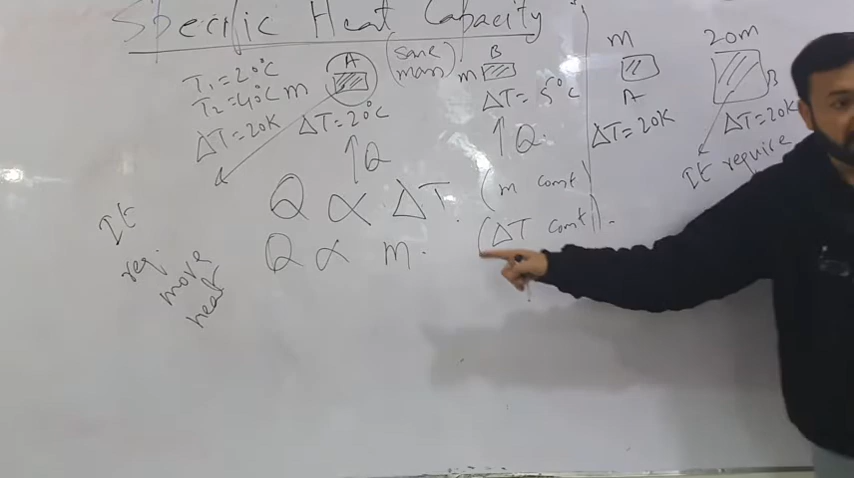 Specific Heat Capacity
T₁ = 20°C
T₂ = 40°C
ΔT = 20K
m
A
ΔT = 20°C
↑Q
(same mass)
B
m
ΔT = 5°C
↑Q
m
A
ΔT = 20K
20m
B
ΔT = 20K
It require
Q ∝ ΔT. (m const)
Q ∝ m. (ΔT const).
It
req.
more
heat